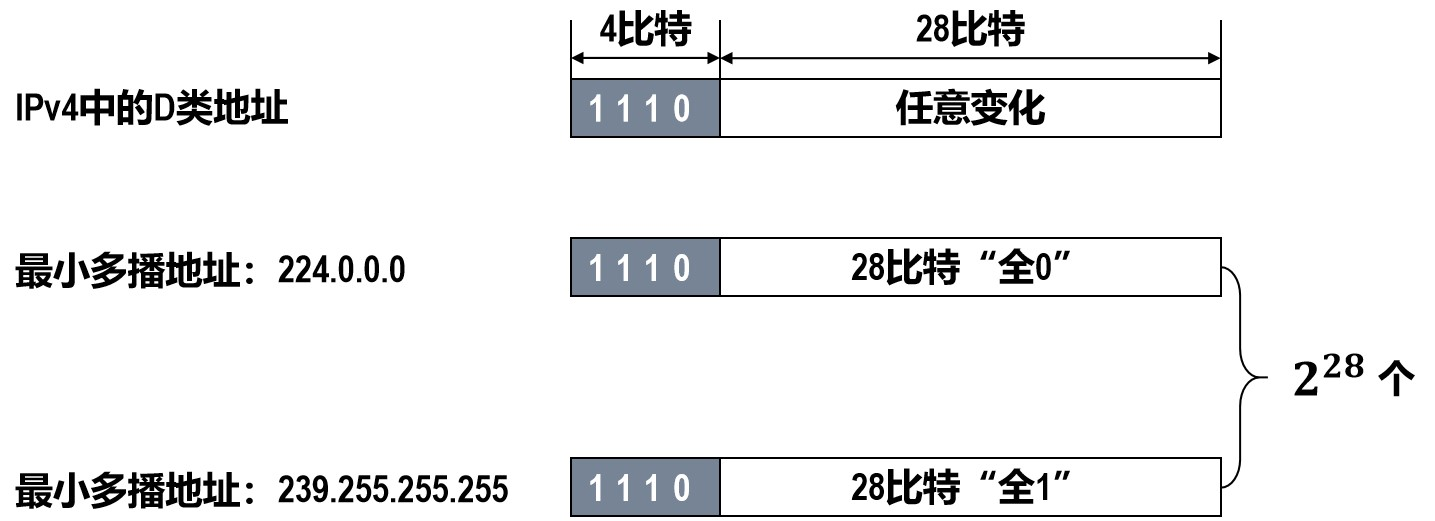 4比特 28比特
IPv4中的D类地址 1 1 1 0 任意变化
最小多播地址：224.0.0.0 1 1 1 0 28比特“全0”
2^28 个
最小多播地址：239.255.255.255 1 1 1 0 28比特“全1”